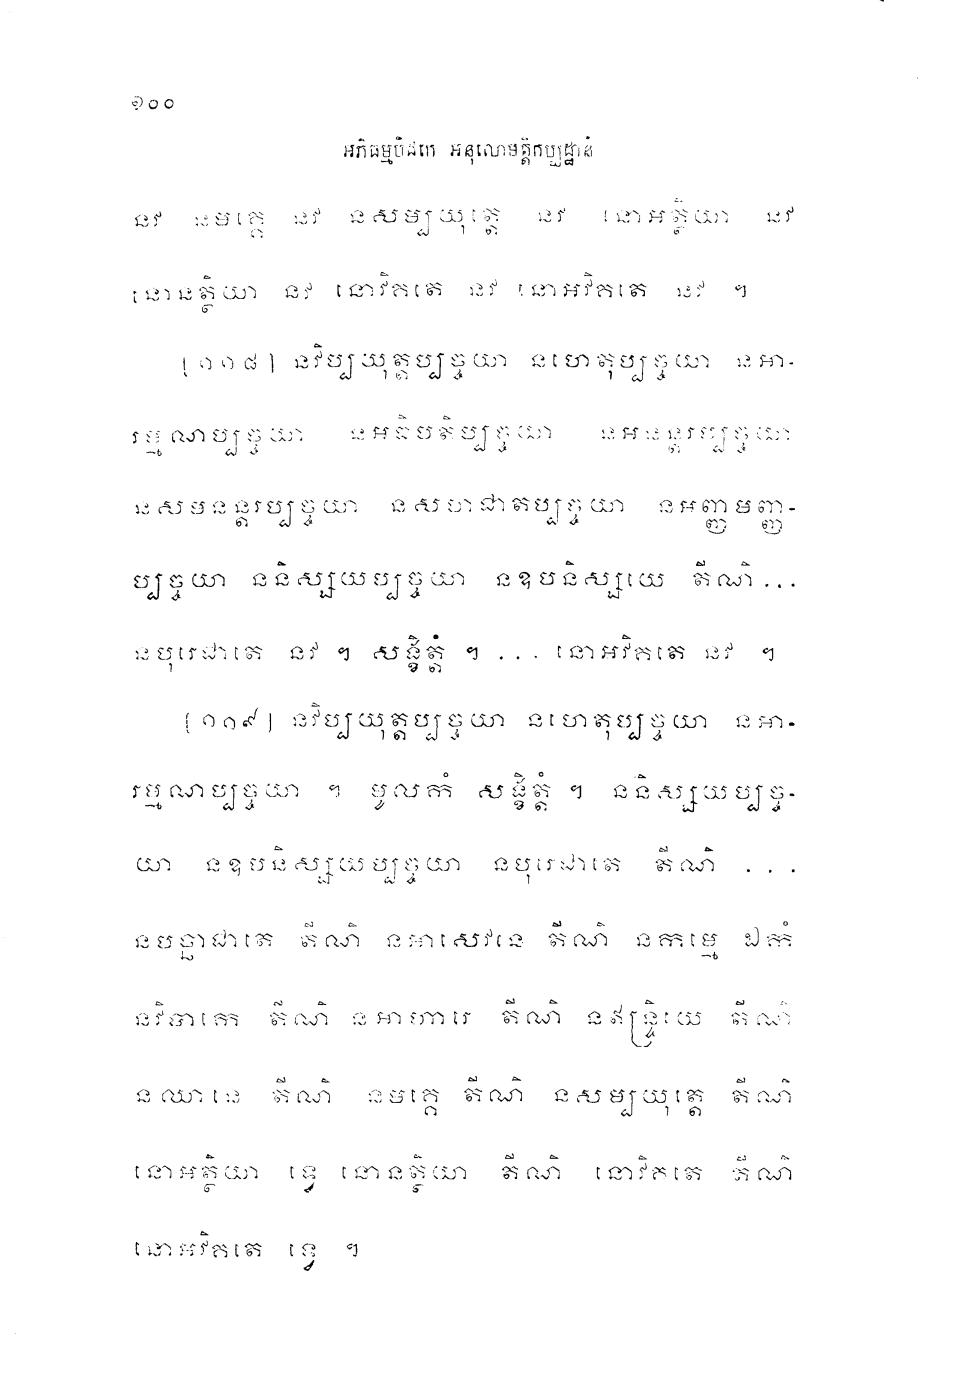 ១០០
អភិធម្មបិដកេ អនុលោមត្តិកប្បដ្ឋានំ
នវ នមគ្គេ នវ នសម្បយុត្តេ នវ នោអត្ថិយា នវ
នោនត្ថិយា នវ នោវិគតេ នវ នោអវិគតេ នវ ។
[១១៨] នវិប្បយុត្តប្បច្ចយា នហេតុប្បច្ចយា នអា-
រម្មណប្បច្ចយា នអធិបតិប្បច្ចយា នអនន្តរប្បច្ចយា
នសមនន្តរប្បច្ចយា នសហជាតប្បច្ចយា នអញ្ញមញ្ញ-
ប្បច្ចយា ននិស្សយប្បច្ចយា នឧបនិស្សយេ តីណិ...
នបុរេជាតេ នវ ។ សង្ខិត្តំ ។ ... នោអវិគតេ នវ ។
[១១៩] នវិប្បយុត្តប្បច្ចយា នហេតុប្បច្ចយា នអា-
រម្មណប្បច្ចយា ។ មូលកំ សង្ខិត្តំ ។ ននិស្សយប្បច្ច-
យា នឧបនិស្សយប្បច្ចយា នបុរេជាតេ តីណិ ...
នបច្ឆាជាតេ តីណិ នអាសេវនេ តីណិ នកម្មេ ឯកំ
នវិបាកេ តីណិ នអាហារេ តីណិ នឥន្ទ្រិយេ តីណិ
នឈានេ តីណិ នមគ្គេ តីណិ នសម្បយុត្តេ តីណិ
នោអត្ថិយា ទ្វេ នោនត្ថិយា តីណិ នោវិគតេ តីណិ
នោអវិគតេ ទ្វេ ។